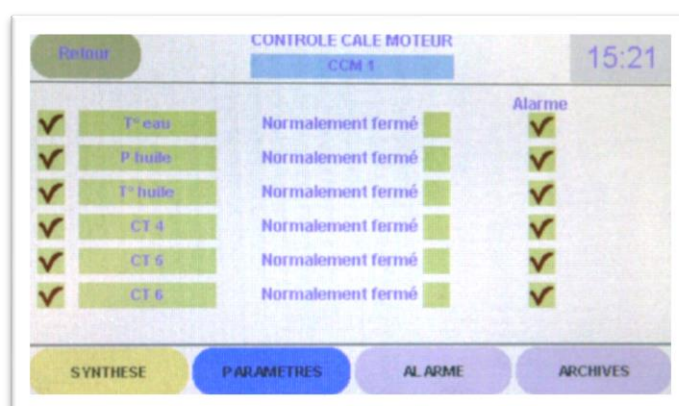 Retour
CONTROLE CALE MOTEUR
CCM 1
15:21
Alarme
T° eau Normalement fermé
P huile Normalement fermé
T° huile Normalement fermé
CT 4 Normalement fermé
CT 5 Normalement fermé
CT 6 Normalement fermé
SYNTHESE PARAMETRES ALARME ARCHIVES